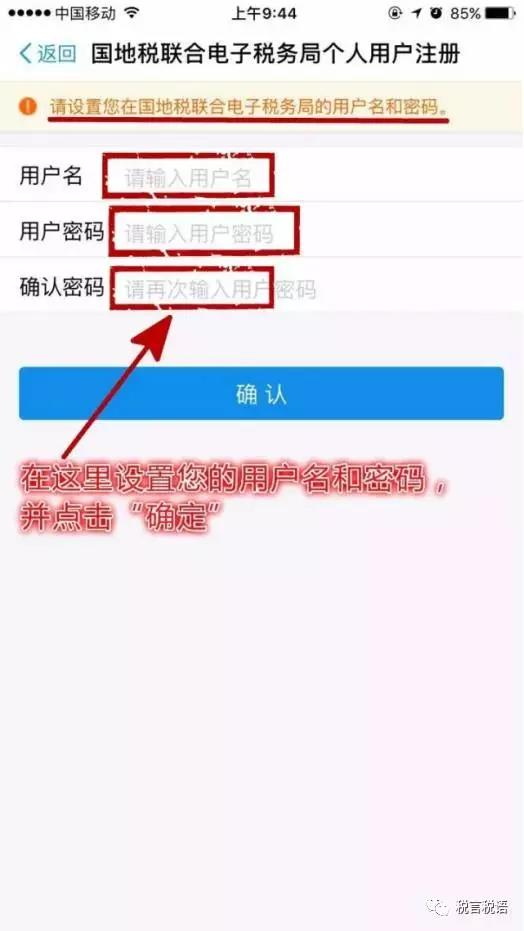 中国移动 上午9:44 85%
返回 国地税联合电子税务局个人用户注册
请设置您在国地税联合电子税务局的用户名和密码。
用户名 请输入用户名
用户密码 请输入用户密码
确认密码 请再次输入用户密码
确 认
在这里设置您的用户名和密码，
并点击“确定”
税言税语